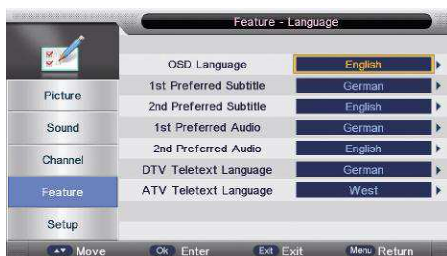 Feature - Language
OSD Language English
1st Preferred Subtitle German
2nd Preferred Subtitle English
1st Preferred Audio German
2nd Preferred Audio English
DTV Teletext Language German
ATV Teletext Language West
Picture
Sound
Channel
Feature
Setup
Move Ok Enter Exit Exit Menu Return